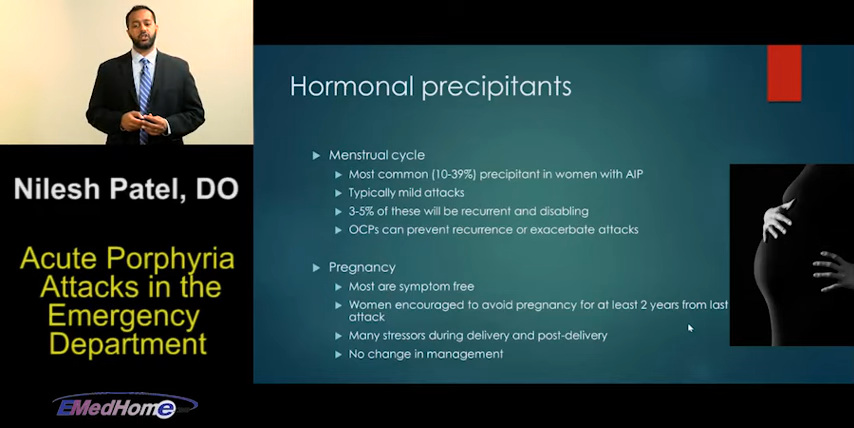 Nilesh Patel, DO
Acute Porphyria
Attacks in the
Emergency
Department
EMedHome
Hormonal precipitants
Menstrual cycle
Most common (10-39%) precipitant in women with AIP
Typically mild attacks
3-5% of these will be recurrent and disabling
OCPs can prevent recurrence or exacerbate attacks
Pregnancy
Most are symptom free
Women encouraged to avoid pregnancy for at least 2 years from last
attack
Many stressors during delivery and post-delivery
No change in management